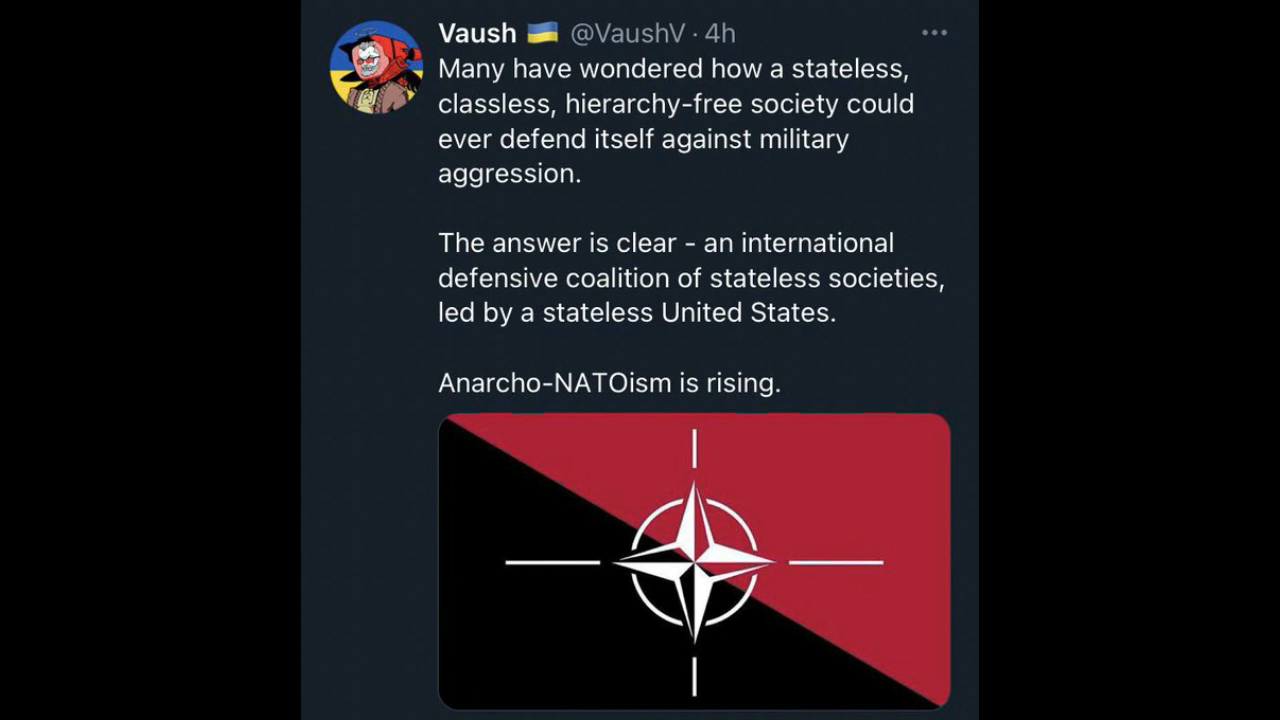 Vaush 🇺🇦 @VaushV · 4h
Many have wondered how a stateless,
classless, hierarchy-free society could
ever defend itself against military
aggression.
The answer is clear - an international
defensive coalition of stateless societies,
led by a stateless United States.
Anarcho-NATOism is rising.